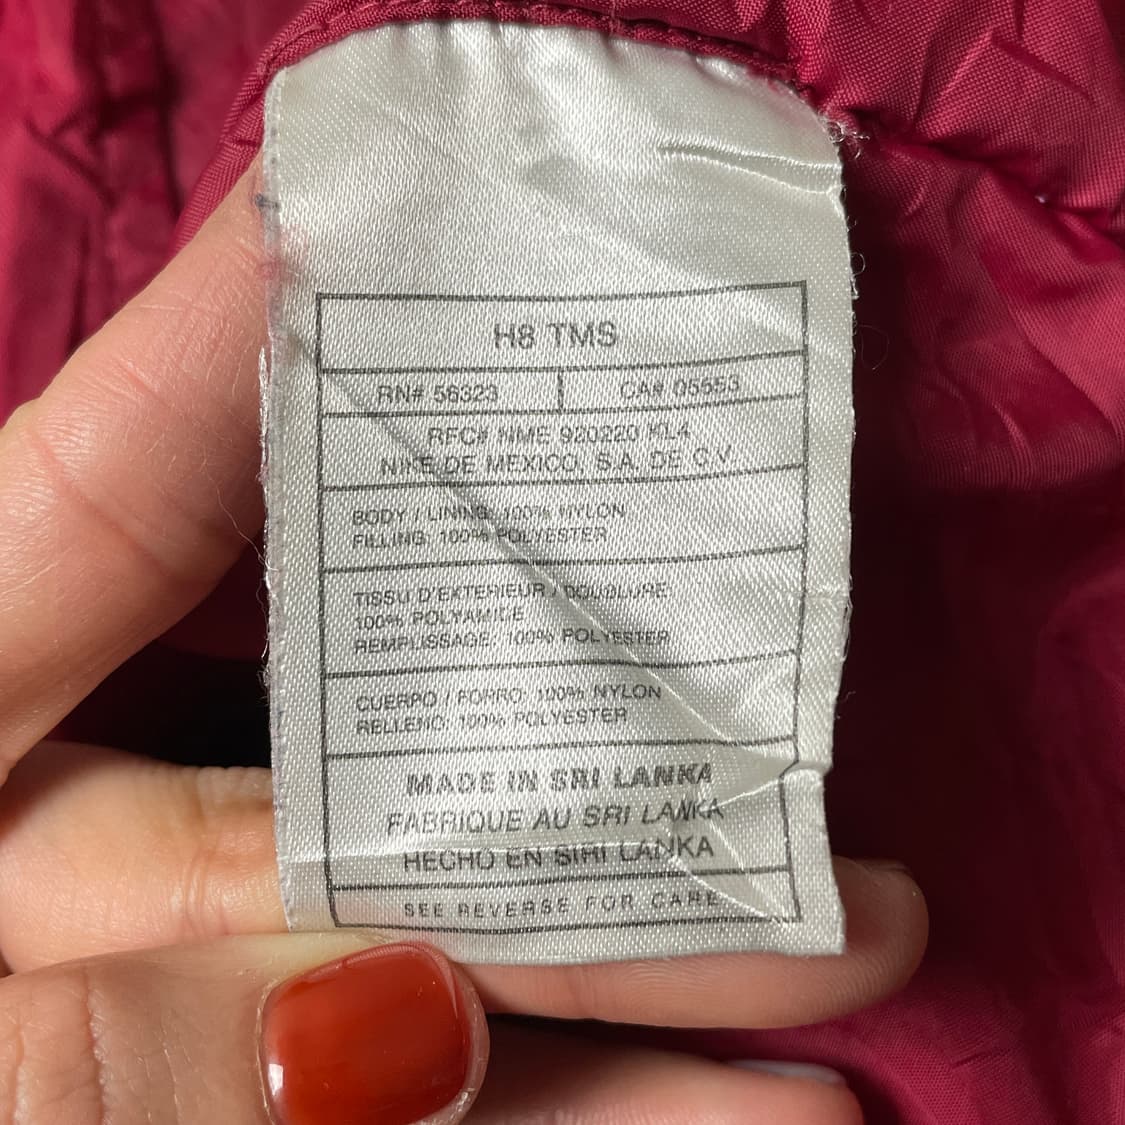 H8 TMS
RN# 56323 CA# 05553
RFC# NME 920220 KL4
NIKE DE MEXICO, S.A. DE C.V.
BODY / LINING: 100% NYLON
FILLING: 100% POLYESTER
TISSU D'EXTERIEUR / DOUBLURE:
100% POLYAMIDE
REMPLISSAGE: 100% POLYESTER
CUERPO / FORRO: 100% NYLON
RELLENO: 100% POLYESTER
MADE IN SRI LANKA
FABRIQUE AU SRI LANKA
HECHO EN SIRI LANKA
SEE REVERSE FOR CARE